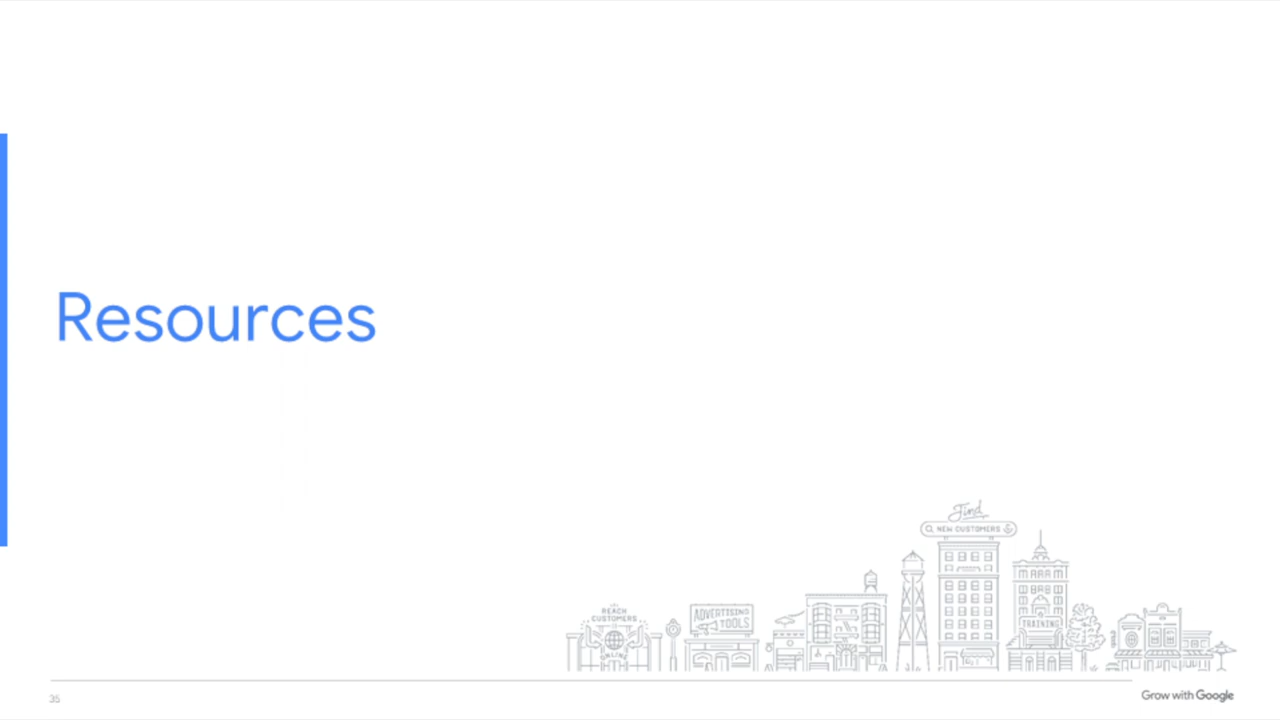 Resources
Find
NEW CUSTOMERS
REACH
CUSTOMERS
ONLINE
ADVERTISING
TOOLS
TRAINING
35
Grow with Google